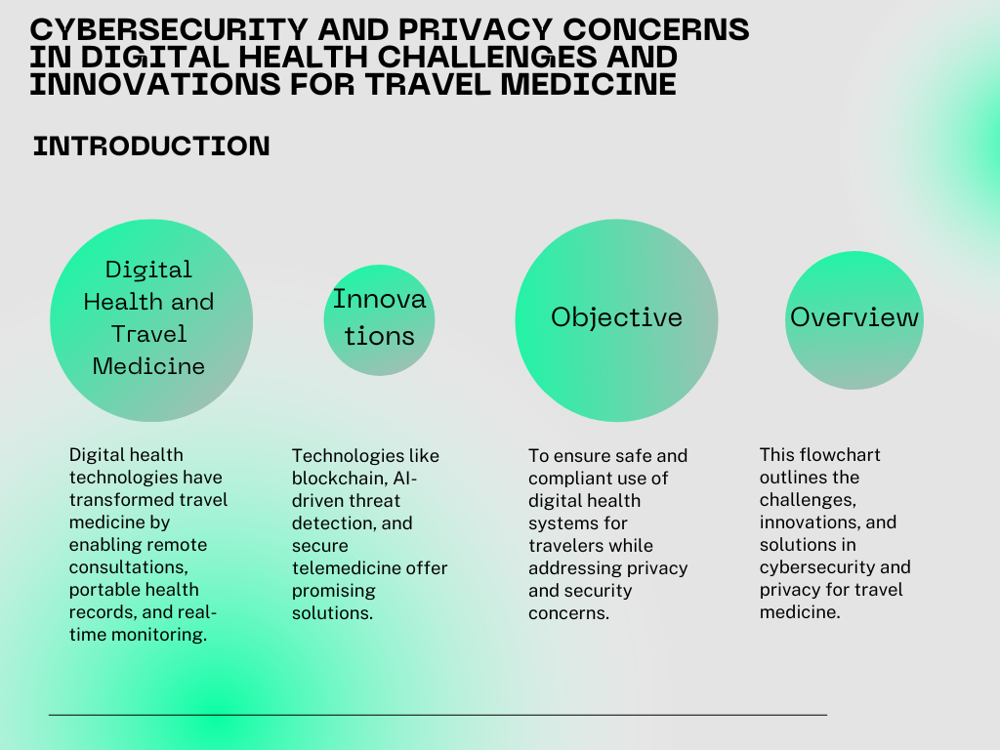 CYBERSECURITY AND PRIVACY CONCERNS
IN DIGITAL HEALTH CHALLENGES AND
INNOVATIONS FOR TRAVEL MEDICINE
INTRODUCTION
Digital
Health and
Travel
Medicine
Digital health
technologies have
transformed travel
medicine by
enabling remote
consultations,
portable health
records, and real-
time monitoring.
Innova
tions
Technologies like
blockchain, AI-
driven threat
detection, and
secure
telemedicine offer
promising
solutions.
Objective
To ensure safe and
compliant use of
digital health
systems for
travelers while
addressing privacy
and security
concerns.
Overview
This flowchart
outlines the
challenges,
innovations, and
solutions in
cybersecurity and
privacy for travel
medicine.